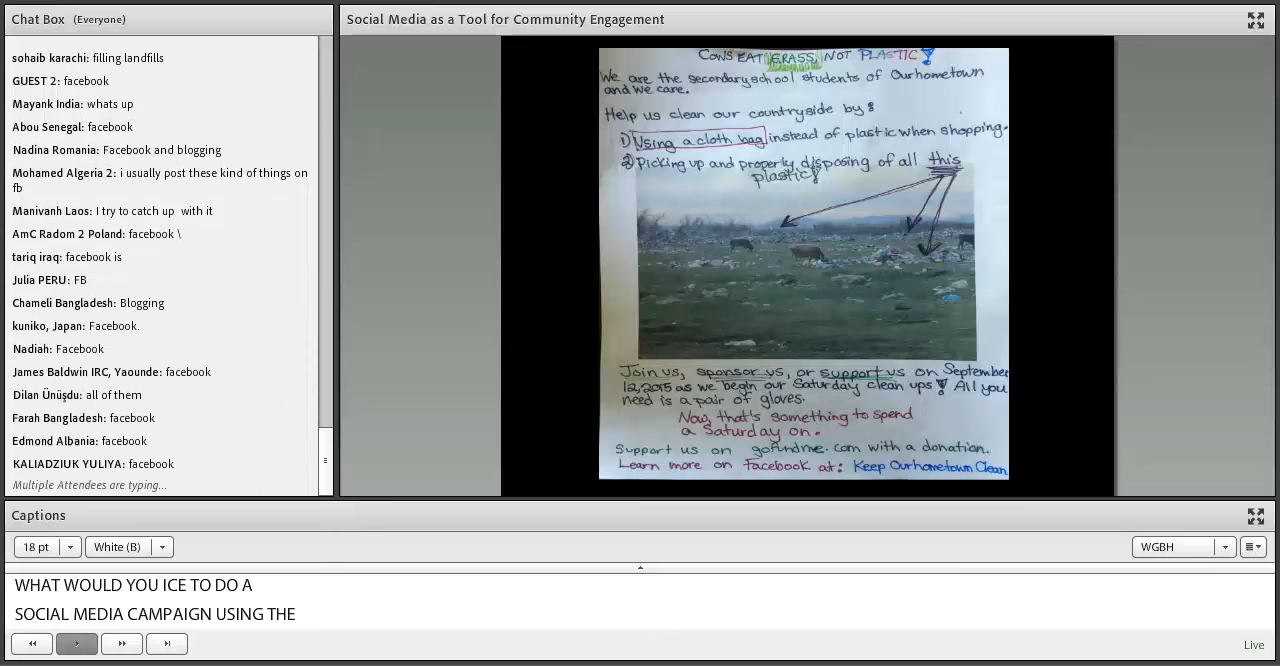 Chat Box (Everyone)
sohaib karachi: filling landfills
GUEST 2: facebook
Mayank India: whats up
Abou Senegal: facebook
Nadina Romania: Facebook and blogging
Mohamed Algeria 2: i usually post these kind of things on
fb
Manivanh Laos: I try to catch up with it
AmC Radom 2 Poland: facebook \
tariq iraq: facebook is
Julia PERU: FB
Chameli Bangladesh: Blogging
kuniko, Japan: Facebook.
Nadiah: Facebook
James Baldwin IRC, Yaounde: facebook
Dilan Ünüşdu: all of them
Farah Bangladesh: facebook
Edmond Albania: facebook
KALIADZIUK YULIYA: facebook
Multiple Attendees are typing...
Social Media as a Tool for Community Engagement
COWS EAT GRASS, NOT PLASTIC!
We are the secondary school students of Ourhometown
and we care.
Help us clean our countryside by:
1) Using a cloth bag instead of plastic when shopping.
2) Picking up and properly disposing of all this
plastic!
Join us, sponsor us, or support us on September
12, 2015 as we begin our Saturday clean ups! All you
need is a pair of gloves.
Now, that's something to spend
a Saturday on.
Support us on gofundme.com with a donation.
Learn more on Facebook at: Keep Ourhometown Clean
Captions
18 pt
White (B)
WGBH
WHAT WOULD YOU ICE TO DO A
SOCIAL MEDIA CAMPAIGN USING THE
Live